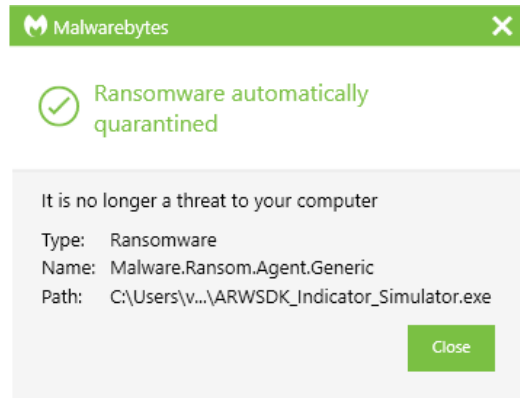 Malwarebytes
Ransomware automatically
quarantined
It is no longer a threat to your computer
Type: Ransomware
Name: Malware.Ransom.Agent.Generic
Path: C:\Users\v...\ARWSDK_Indicator_Simulator.exe
Close